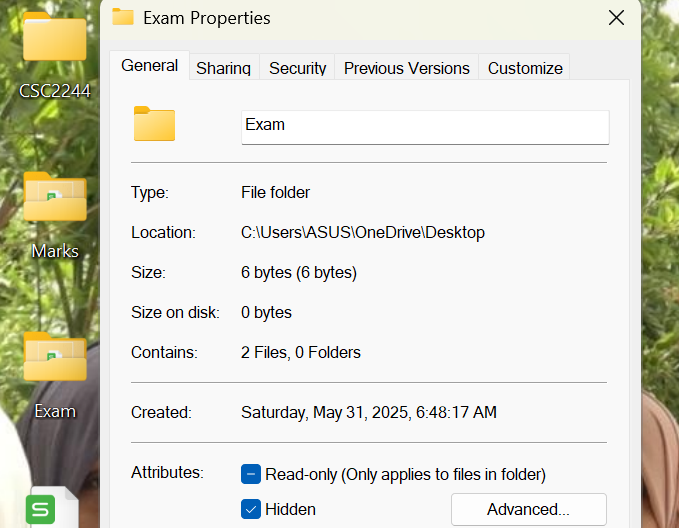 Exam Properties
General Sharing Security Previous Versions Customize
CSC2244
Exam
Type: File folder
Location: C:\Users\ASUS\OneDrive\Desktop
Marks
Size: 6 bytes (6 bytes)
Size on disk: 0 bytes
Contains: 2 Files, 0 Folders
Exam
Created: Saturday, May 31, 2025, 6:48:17 AM
Attributes: Read-only (Only applies to files in folder)
S Hidden Advanced...